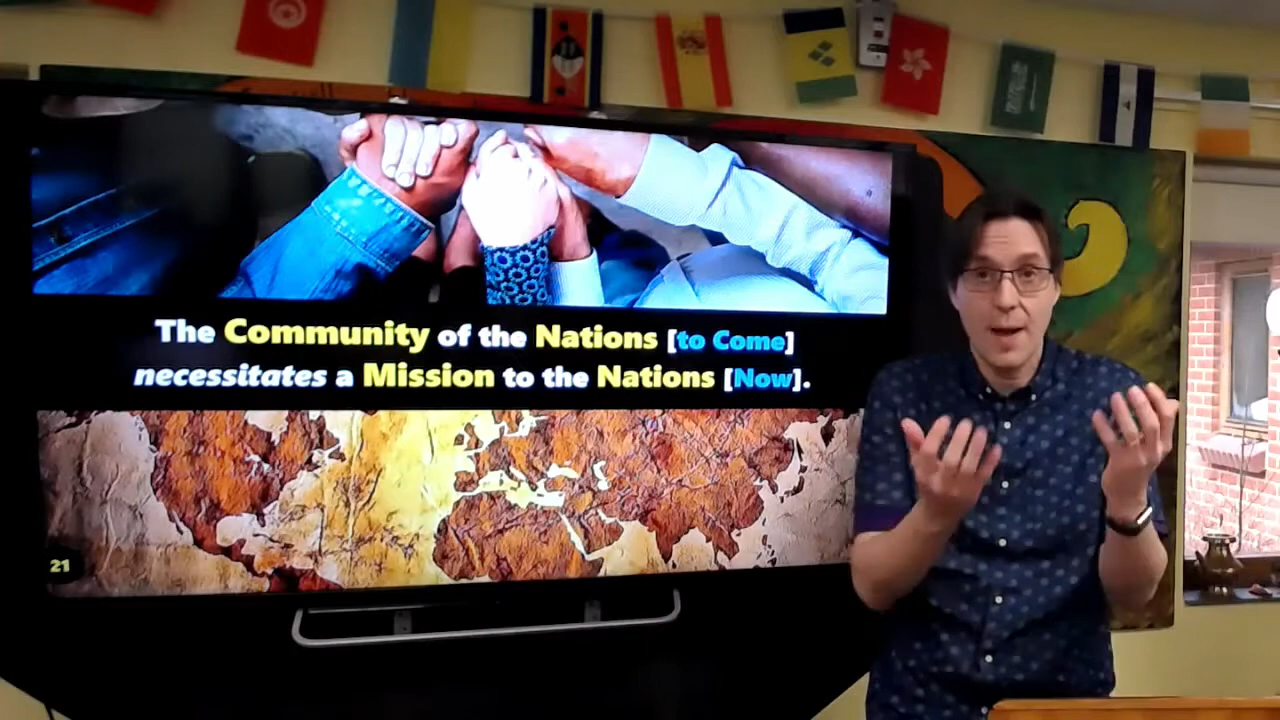 The Community of the Nations [to Come]
necessitates a Mission to the Nations [Now].
21